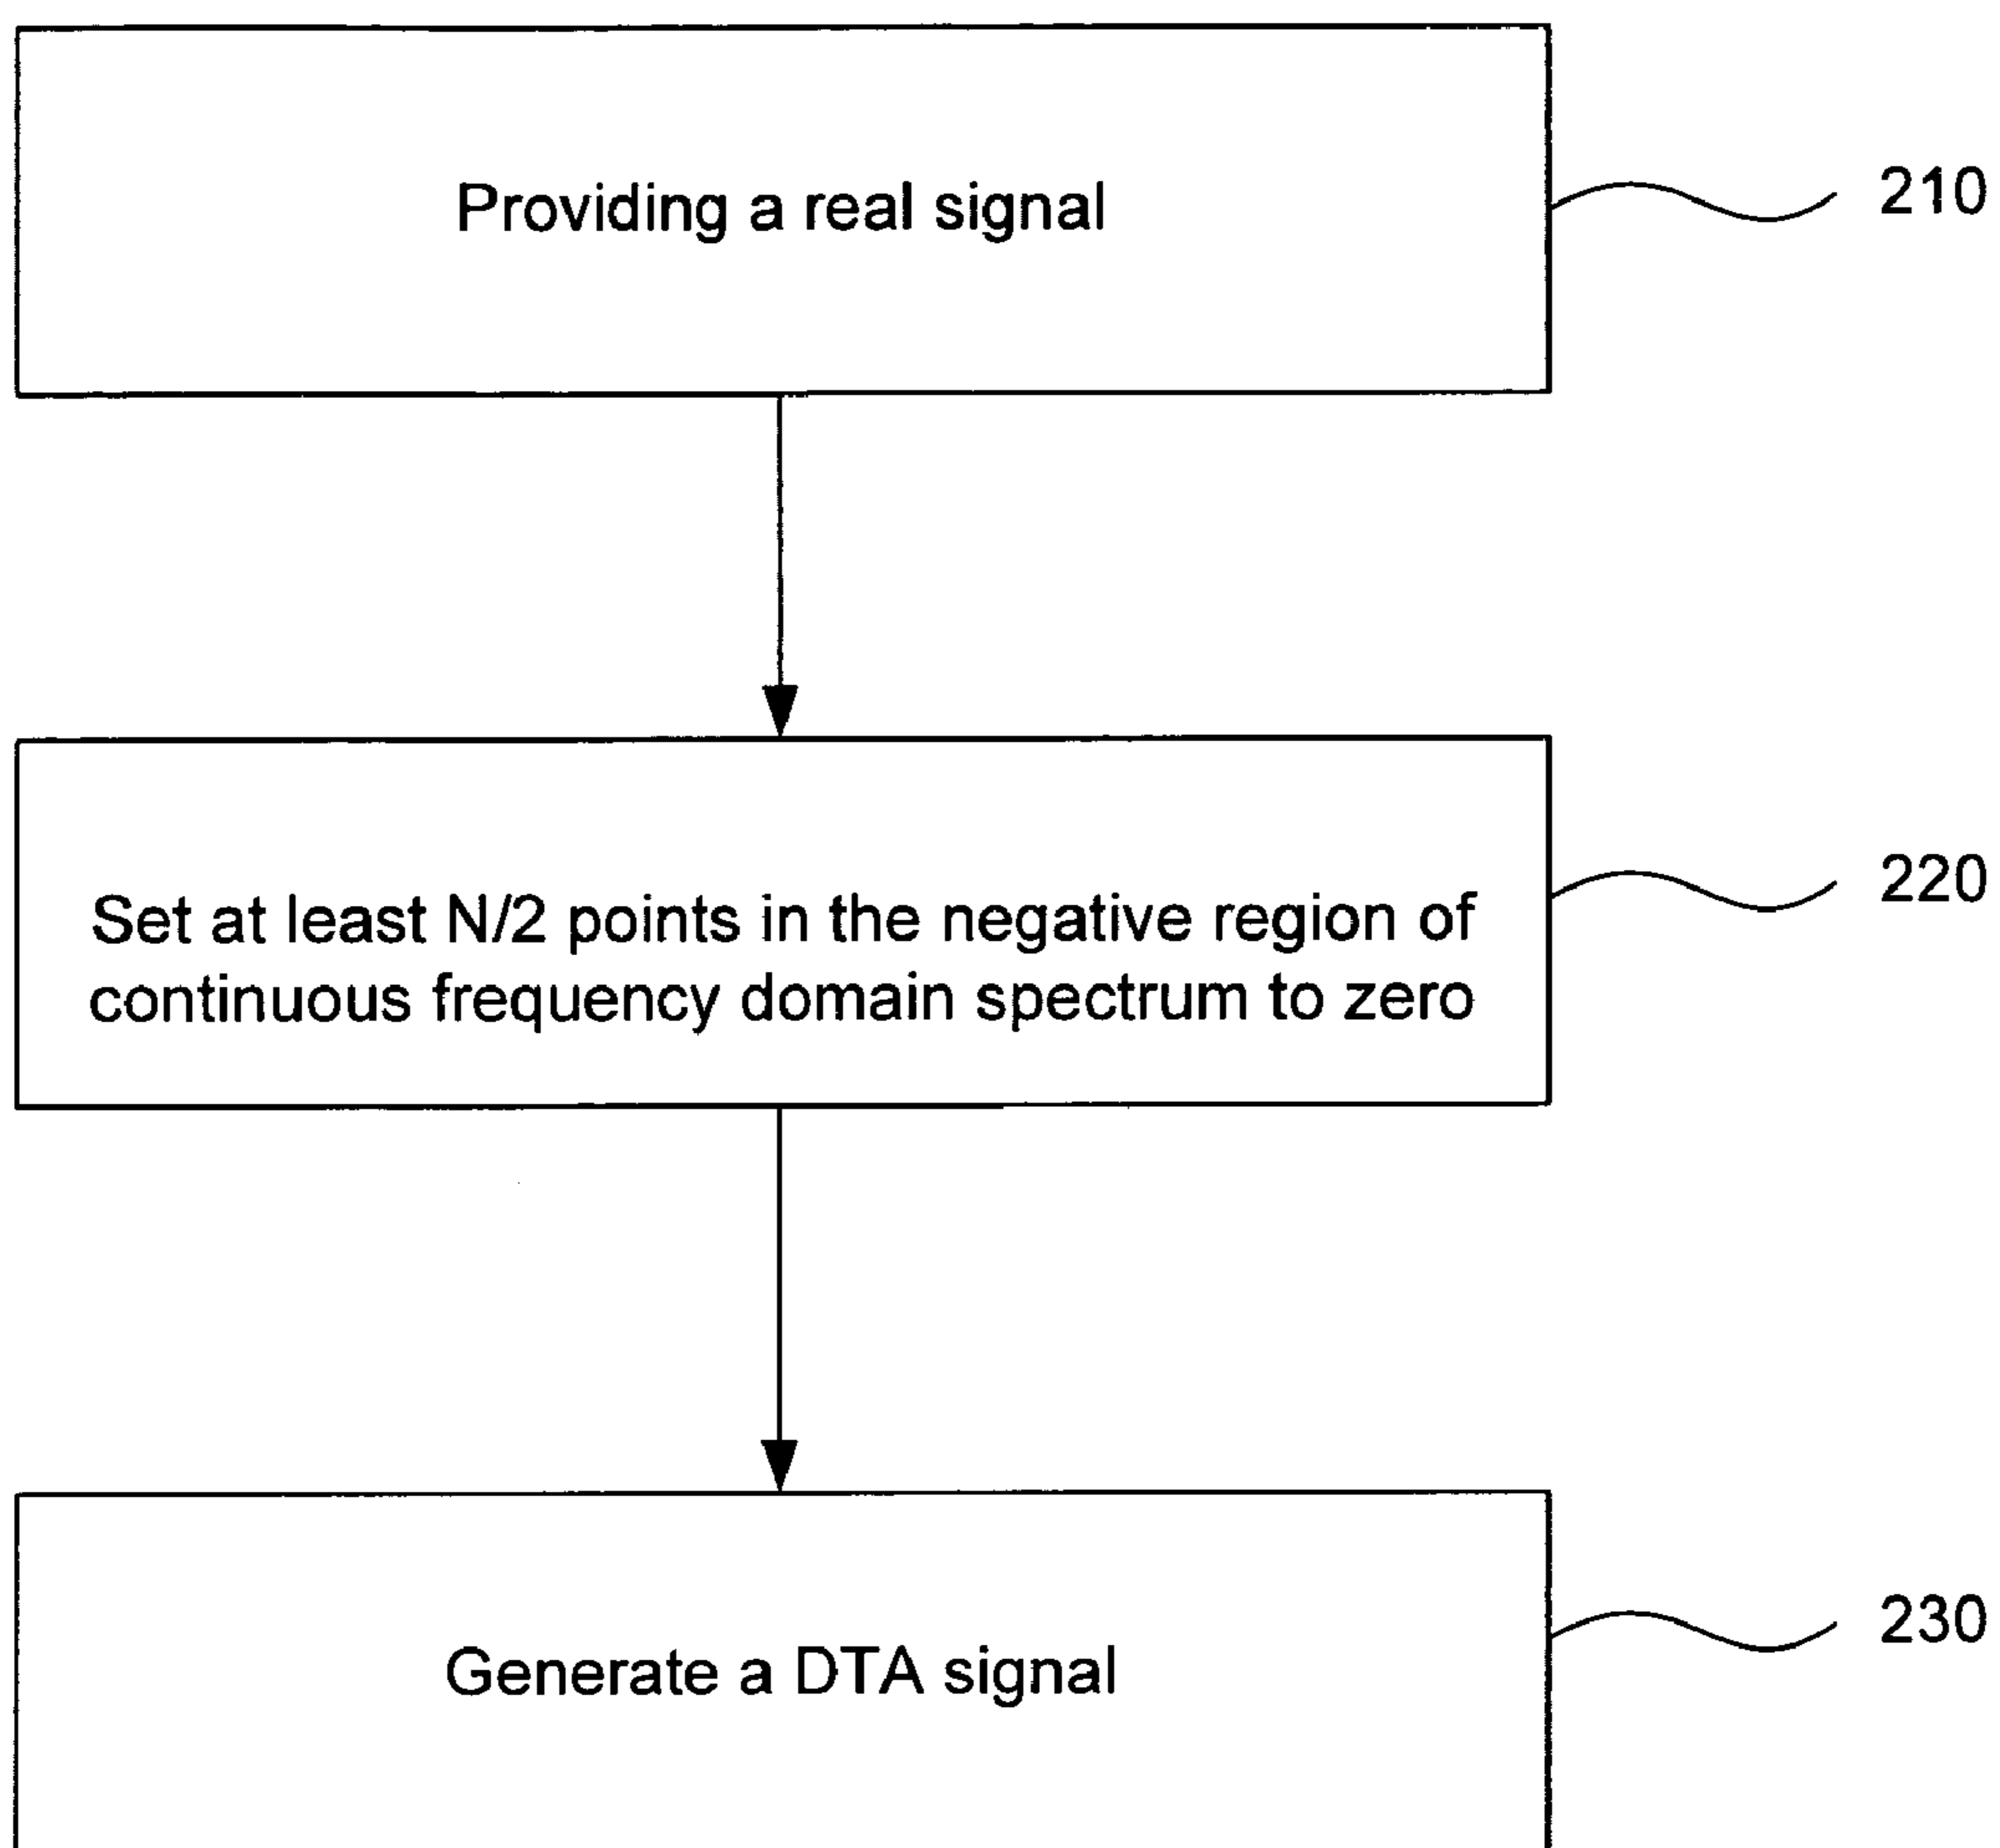 Providing a real signal
210
Set at least N/2 points in the negative region of
continuous frequency domain spectrum to zero
220
Generate a DTA signal
230